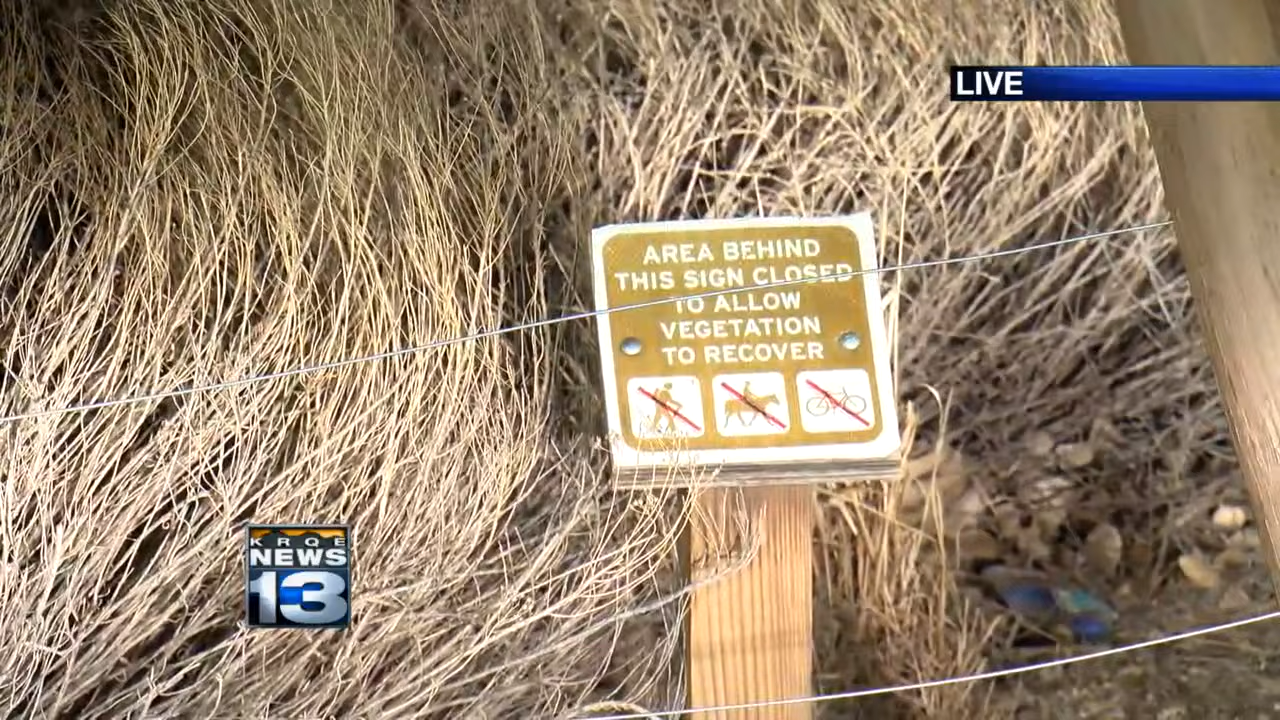 LIVE
AREA BEHIND
THIS SIGN CLOSED
TO ALLOW
VEGETATION
TO RECOVER
KRQE
NEWS
13